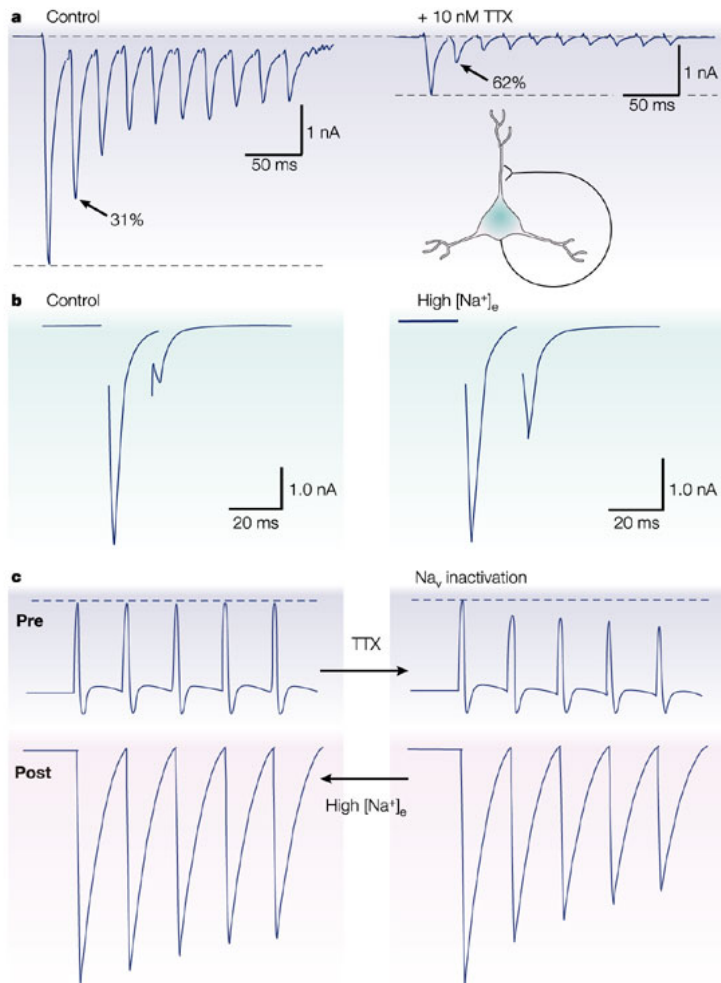 a Control + 10 nM TTX
62%
1 nA
50 ms
1 nA
50 ms
31%
b Control High [Na⁺]ₑ
1.0 nA
20 ms
1.0 nA
20 ms
c Naᵥ inactivation
Pre
TTX
Post
High [Na⁺]ₑ